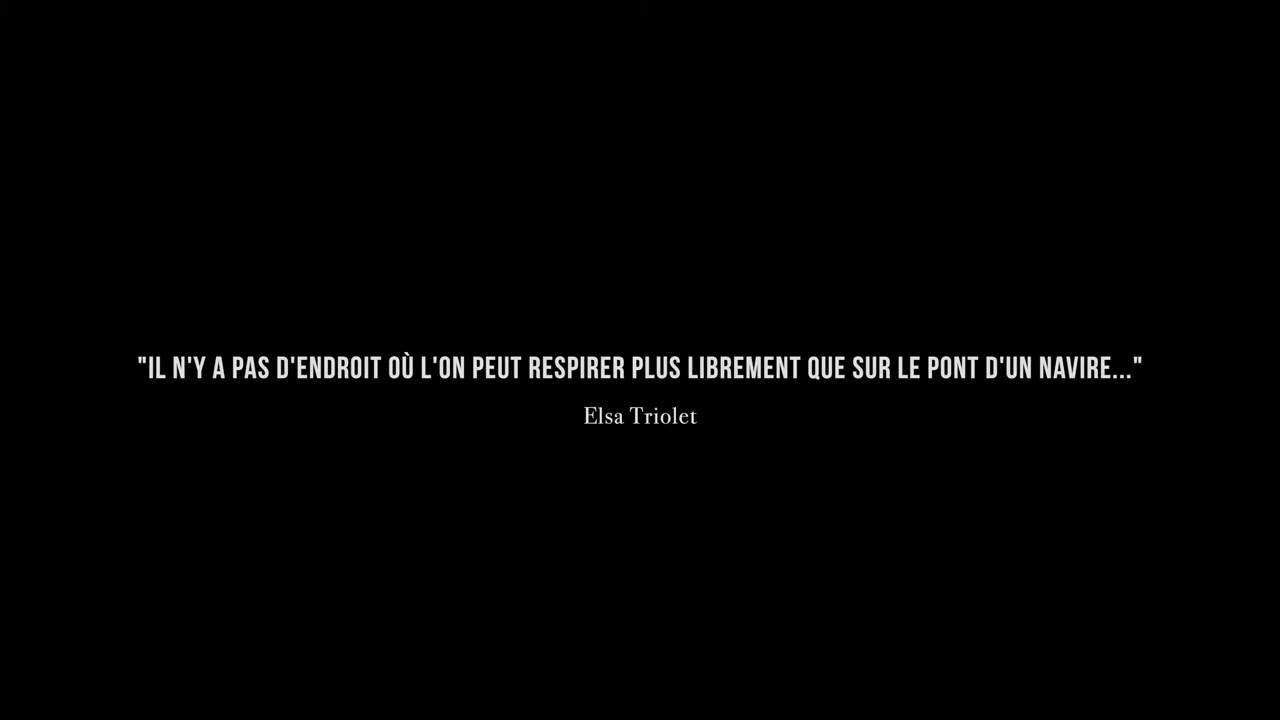 "IL N'Y A PAS D'ENDROIT OÙ L'ON PEUT RESPIRER PLUS LIBREMENT QUE SUR LE PONT D'UN NAVIRE..."
Elsa Triolet